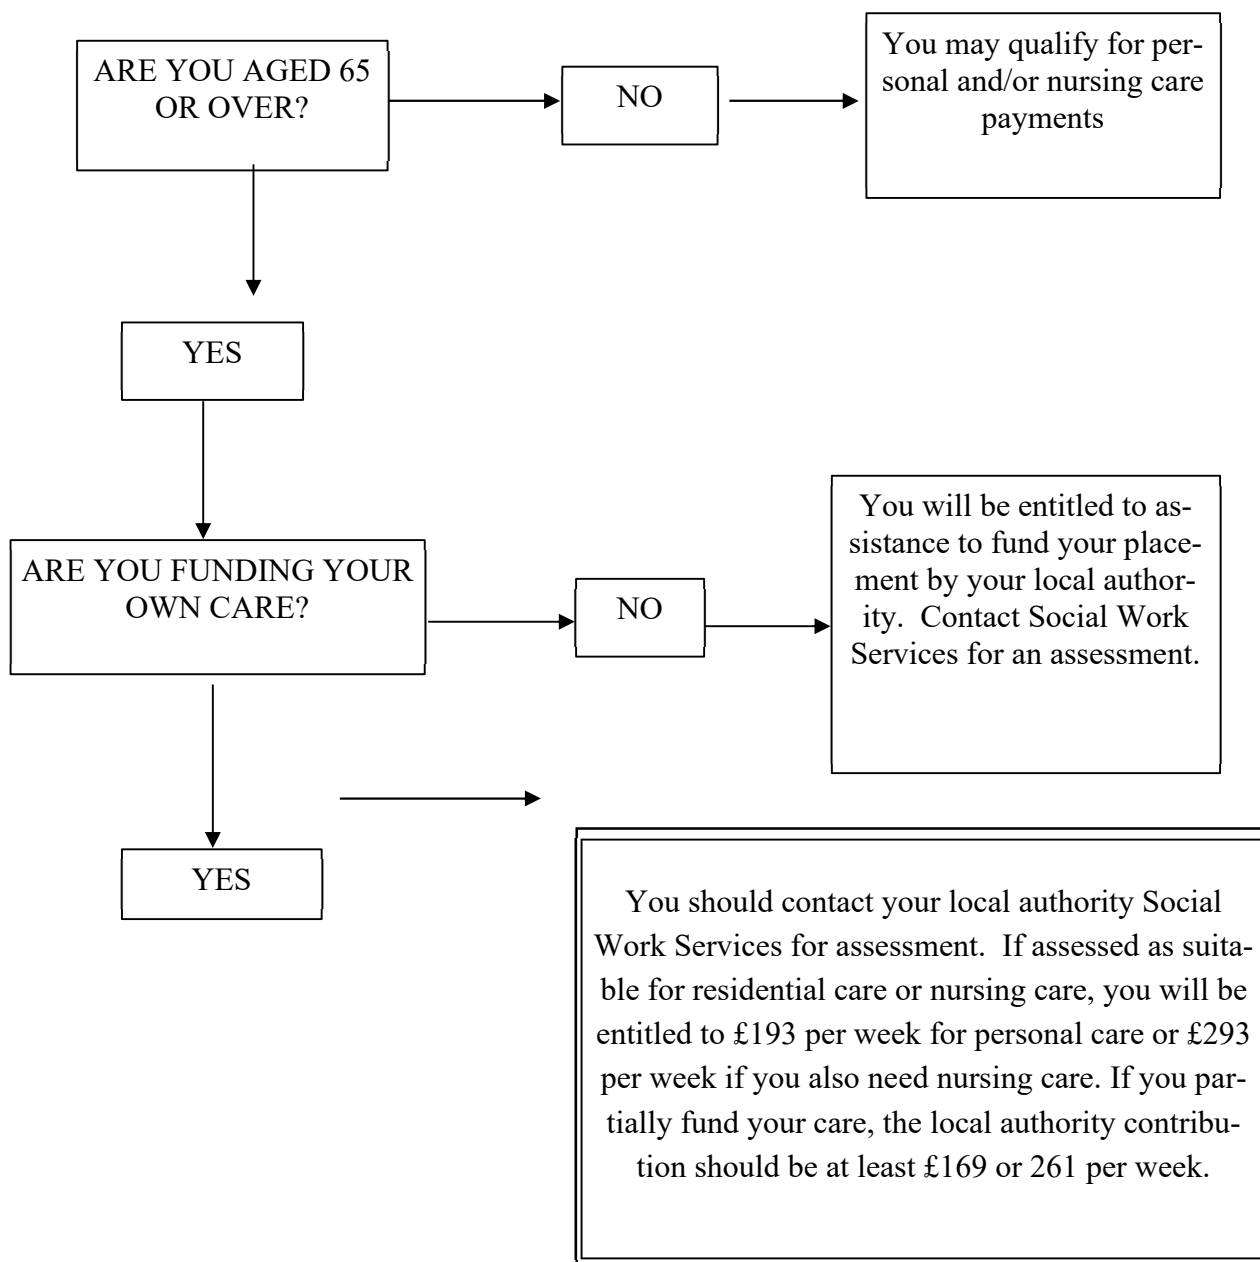 ARE YOU AGED 65
OR OVER?
NO
You may qualify for per-
sonal and/or nursing care
payments
YES
ARE YOU FUNDING YOUR
OWN CARE?
NO
You will be entitled to as-
sistance to fund your place-
ment by your local author-
ity.  Contact Social Work
Services for an assessment.
YES
You should contact your local authority Social
Work Services for assessment.  If assessed as suita-
ble for residential care or nursing care, you will be
entitled to £193 per week for personal care or £293
per week if you also need nursing care. If you par-
tially fund your care, the local authority contribu-
tion should be at least £169 or 261 per week.